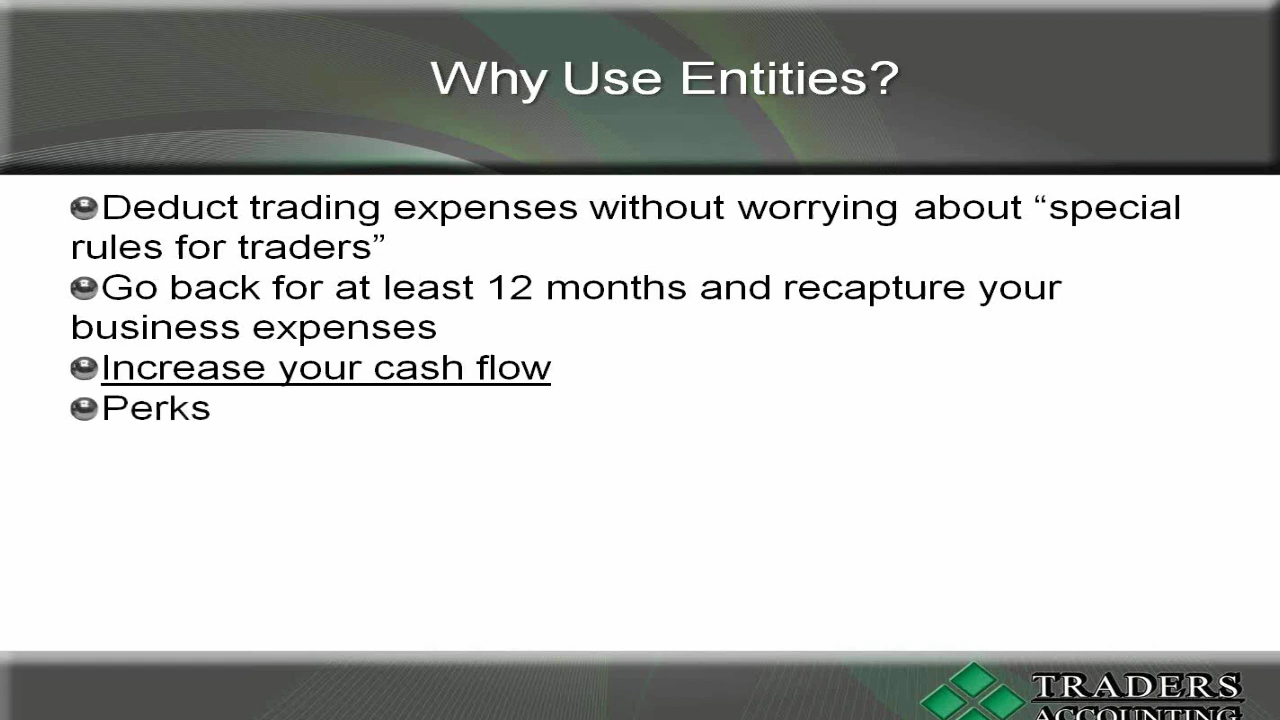 Why Use Entities?
Deduct trading expenses without worrying about “special
rules for traders”
Go back for at least 12 months and recapture your
business expenses
Increase your cash flow
Perks
TRADERS
ACCOUNTING